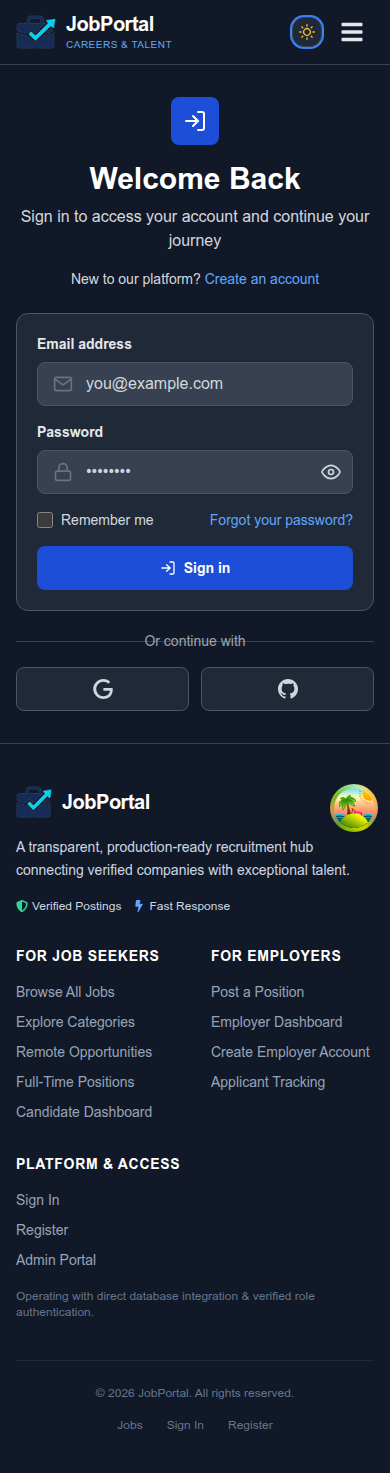 JobPortal
CAREERS & TALENT
Welcome Back
Sign in to access your account and continue your
journey
New to our platform? Create an account
Email address
you@example.com
Password
••••••••
Remember me
Forgot your password?
Sign in
Or continue with
JobPortal
A transparent, production-ready recruitment hub
connecting verified companies with exceptional talent.
Verified Postings Fast Response
FOR JOB SEEKERS
Browse All Jobs
Explore Categories
Remote Opportunities
Full-Time Positions
Candidate Dashboard
FOR EMPLOYERS
Post a Position
Employer Dashboard
Create Employer Account
Applicant Tracking
PLATFORM & ACCESS
Sign In
Register
Admin Portal
Operating with direct database integration & verified role
authentication.
© 2026 JobPortal. All rights reserved.
Jobs Sign In Register